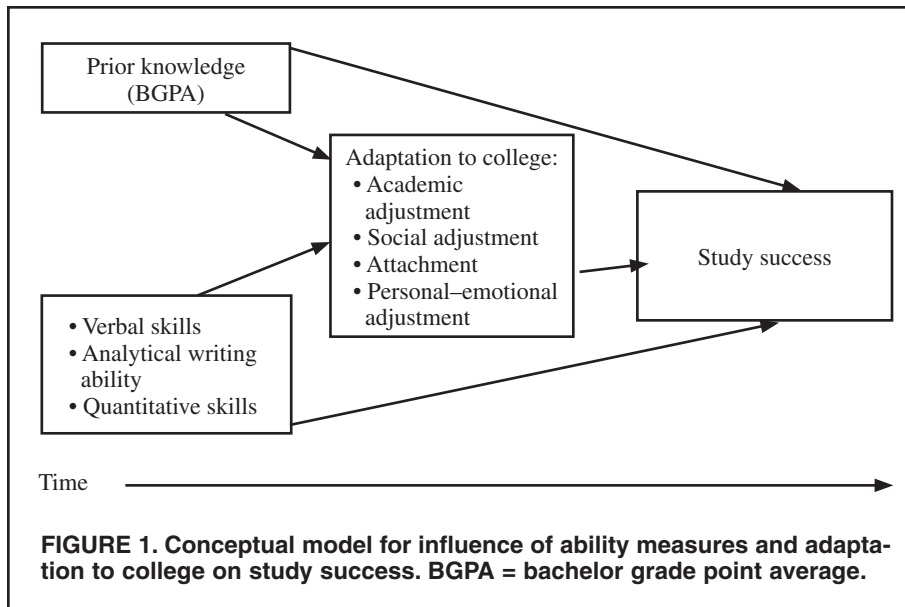 Prior knowledge
(BGPA)
Adaptation to college:
• Academic
adjustment
• Social adjustment
• Attachment
• Personal–emotional
adjustment
Study success
• Verbal skills
• Analytical writing
ability
• Quantitative skills
Time
FIGURE 1. Conceptual model for influence of ability measures and adapta-
tion to college on study success. BGPA = bachelor grade point average.